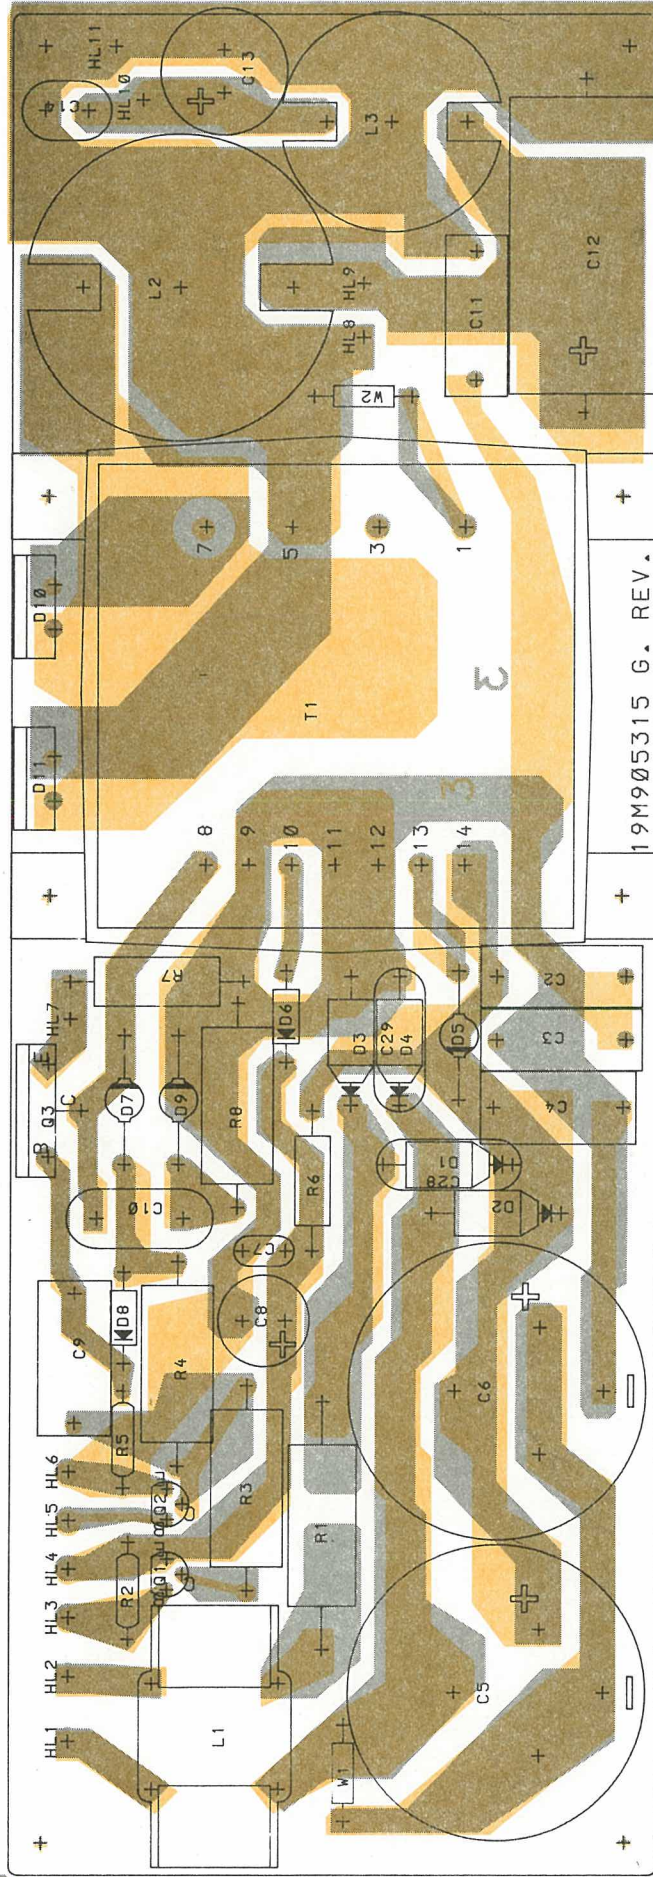 HL11
C14
HL10
C13
L3
L2
HL9
HL8
C11
C12
W2
D10
7
5
3
1
D11
T1
3
3
19M905315 G. REV.
8
9
10
11
12
13
14
HL7
R7
D6
D3
C29
D4
D5
C2
C3
E
Q3
C
B
D7
D9
R8
R6
C4
D1
C28
D2
C10
C7
C9
D8
C8
R4
C6
R5
HL6
HL5
Q2
R3
R1
HL4
Q1
HL3
R2
HL2
L1
C5
HL1
W1